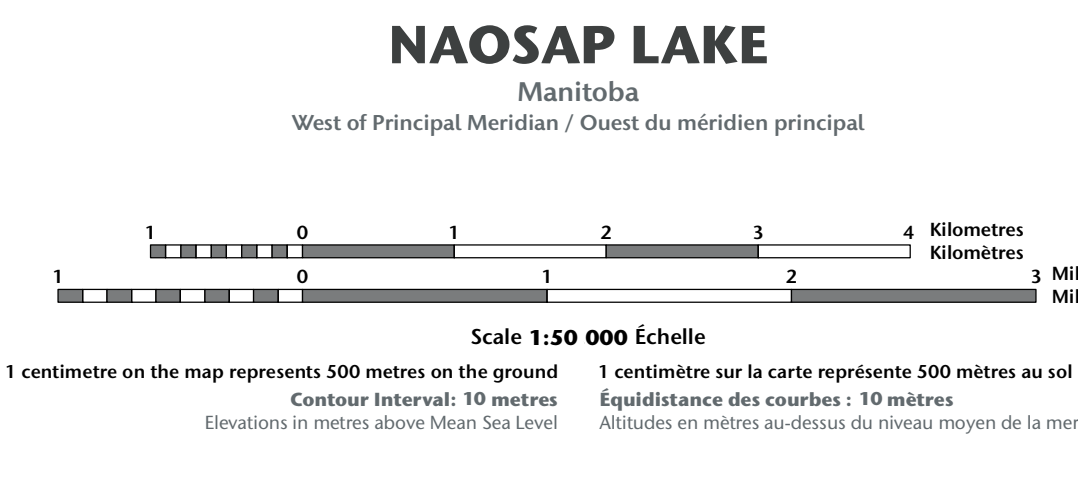 NAOSAP LAKE
Manitoba
West of Principal Meridian / Ouest du méridien principal
1 0 1 2 3 4 Kilometres
Kilomètres
1 0 1 2 3 Mil
Mil
Scale 1:50 000 Échelle
1 centimetre on the map represents 500 metres on the ground
1 centimètre sur la carte représente 500 mètres au sol
Contour Interval: 10 metres
Équidistance des courbes : 10 mètres
Elevations in metres above Mean Sea Level
Altitudes en mètres au-dessus du niveau moyen de la mer